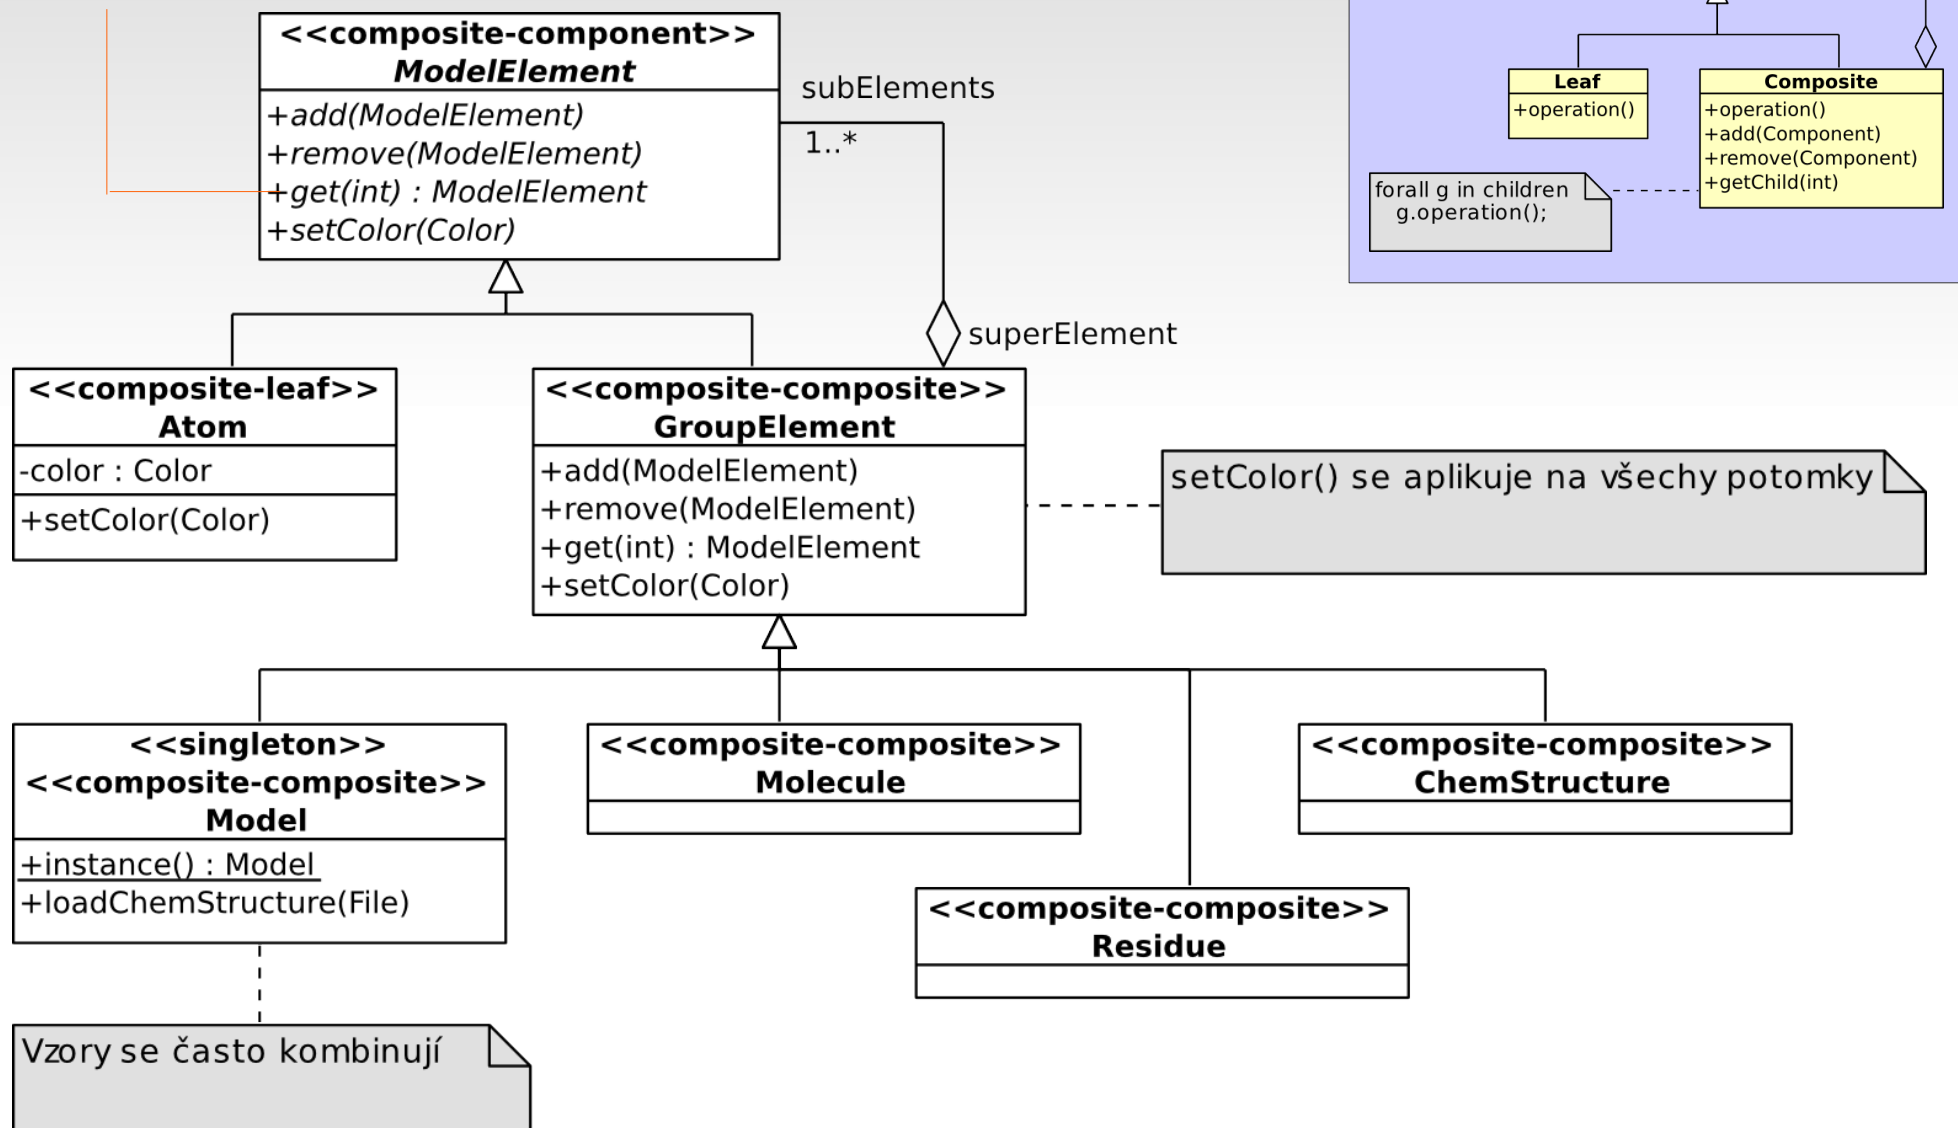 <<composite-component>>
ModelElement
+add(ModelElement)
+remove(ModelElement)
+get(int) : ModelElement
+setColor(Color)
subElements
1..*
superElement
Leaf
+operation()
Composite
+operation()
+add(Component)
+remove(Component)
+getChild(int)
forall g in children
g.operation();
<<composite-leaf>>
Atom
-color : Color
+setColor(Color)
<<composite-composite>>
GroupElement
+add(ModelElement)
+remove(ModelElement)
+get(int) : ModelElement
+setColor(Color)
setColor() se aplikuje na všechy potomky
<<singleton>>
<<composite-composite>>
Model
+instance() : Model
+loadChemStructure(File)
<<composite-composite>>
Molecule
<<composite-composite>>
ChemStructure
<<composite-composite>>
Residue
Vzory se často kombinují